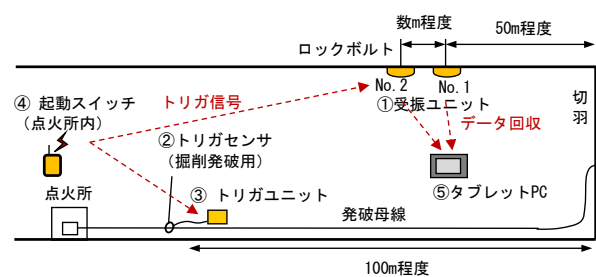 数m程度
50m程度
ロックボルト
No.2
No.1
①受振ユニット
切羽
④ 起動スイッチ
(点火所内)
トリガ信号
データ回収
②トリガセンサ
(掘削発破用)
点火所
③ トリガユニット
⑤タブレットPC
発破母線
100m程度